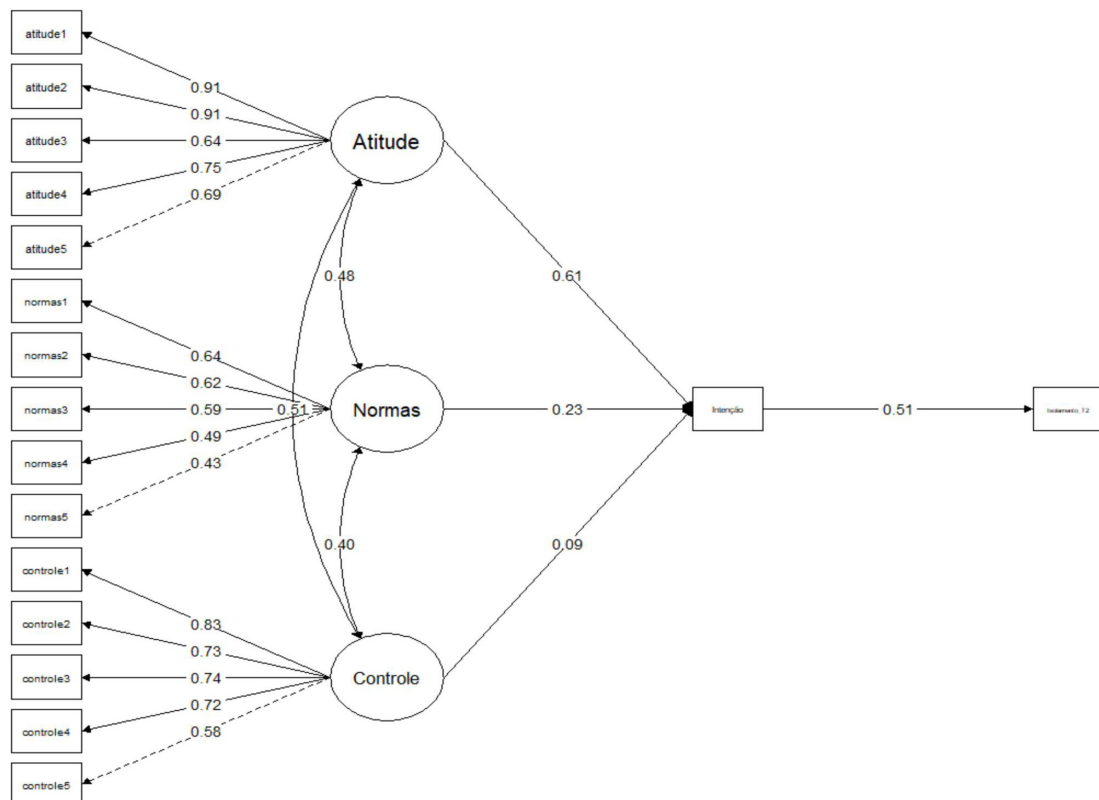 atitude1
atitude2
atitude3
atitude4
atitude5
normas1
normas2
normas3
normas4
normas5
controle1
controle2
controle3
controle4
controle5
0.91
0.91
0.64
0.75
0.69
0.64
0.62
0.59
0.49
0.43
0.83
0.73
0.74
0.72
0.58
Atitude
Normas
Controle
0.48
0.51
0.40
0.61
0.23
0.09
Intenção
0.51
Isolamento_T2